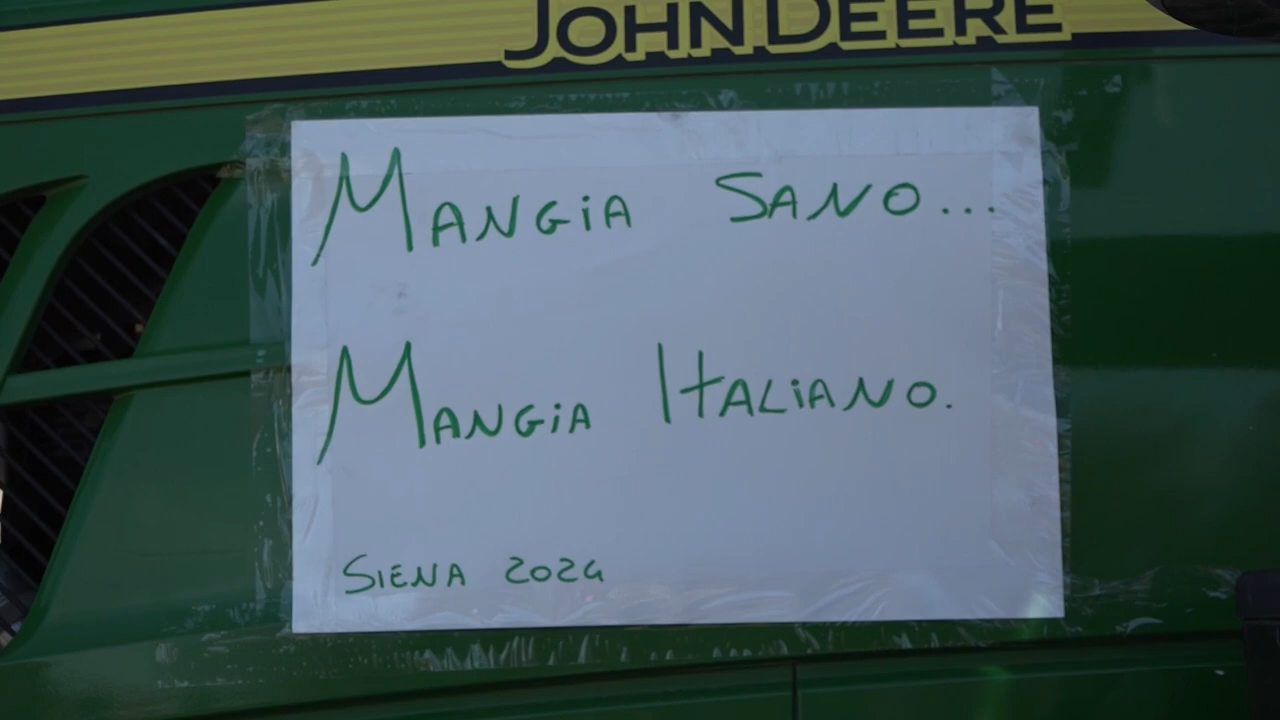 JOHN DEERE
MANGIA SANO...
MANGIA ITALIANO.
SIENA 2024